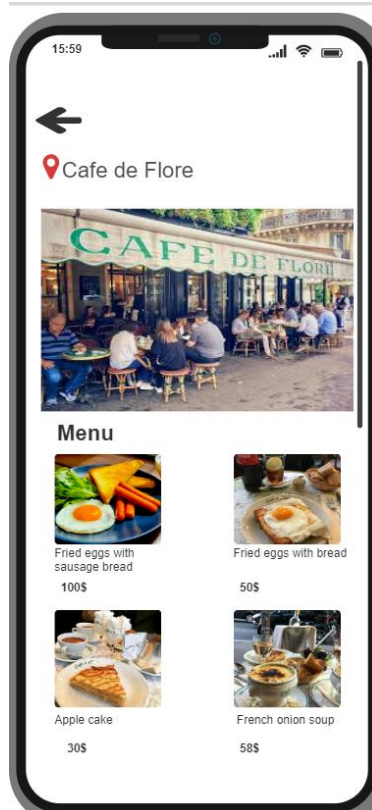 15:59
Cafe de Flore
CAFE DE FLORE
Menu
Fried eggs with
sausage bread
100$
Fried eggs with bread
50$
Apple cake
30$
French onion soup
58$